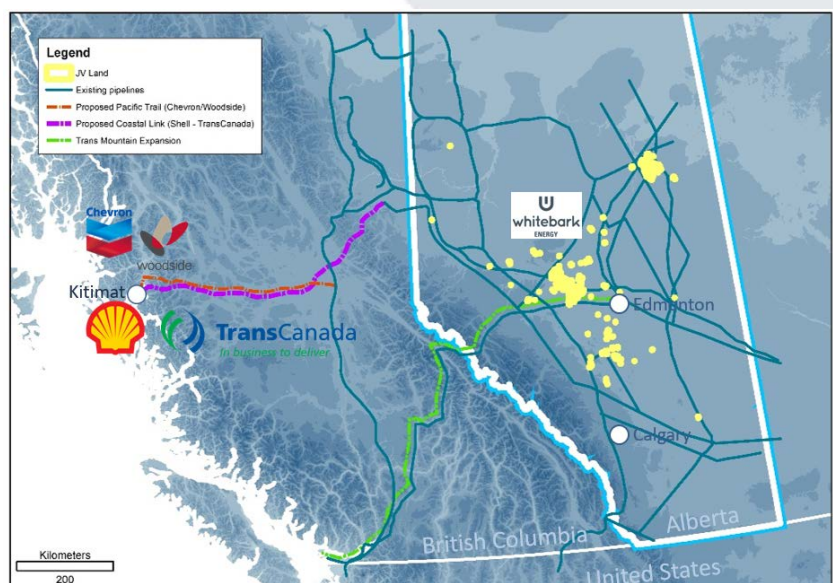 Legend
JV Land
Existing pipelines
Proposed Pacific Trail (Chevron/Woodside)
Proposed Coastal Link (Shell - TransCanada)
Trans Mountain Expansion
Chevron
woodside
Kitimat
TransCanada
In business to deliver
whitebark
ENERGY
Edmonton
Calgary
British Columbia
Alberta
United States
Kilometers
200